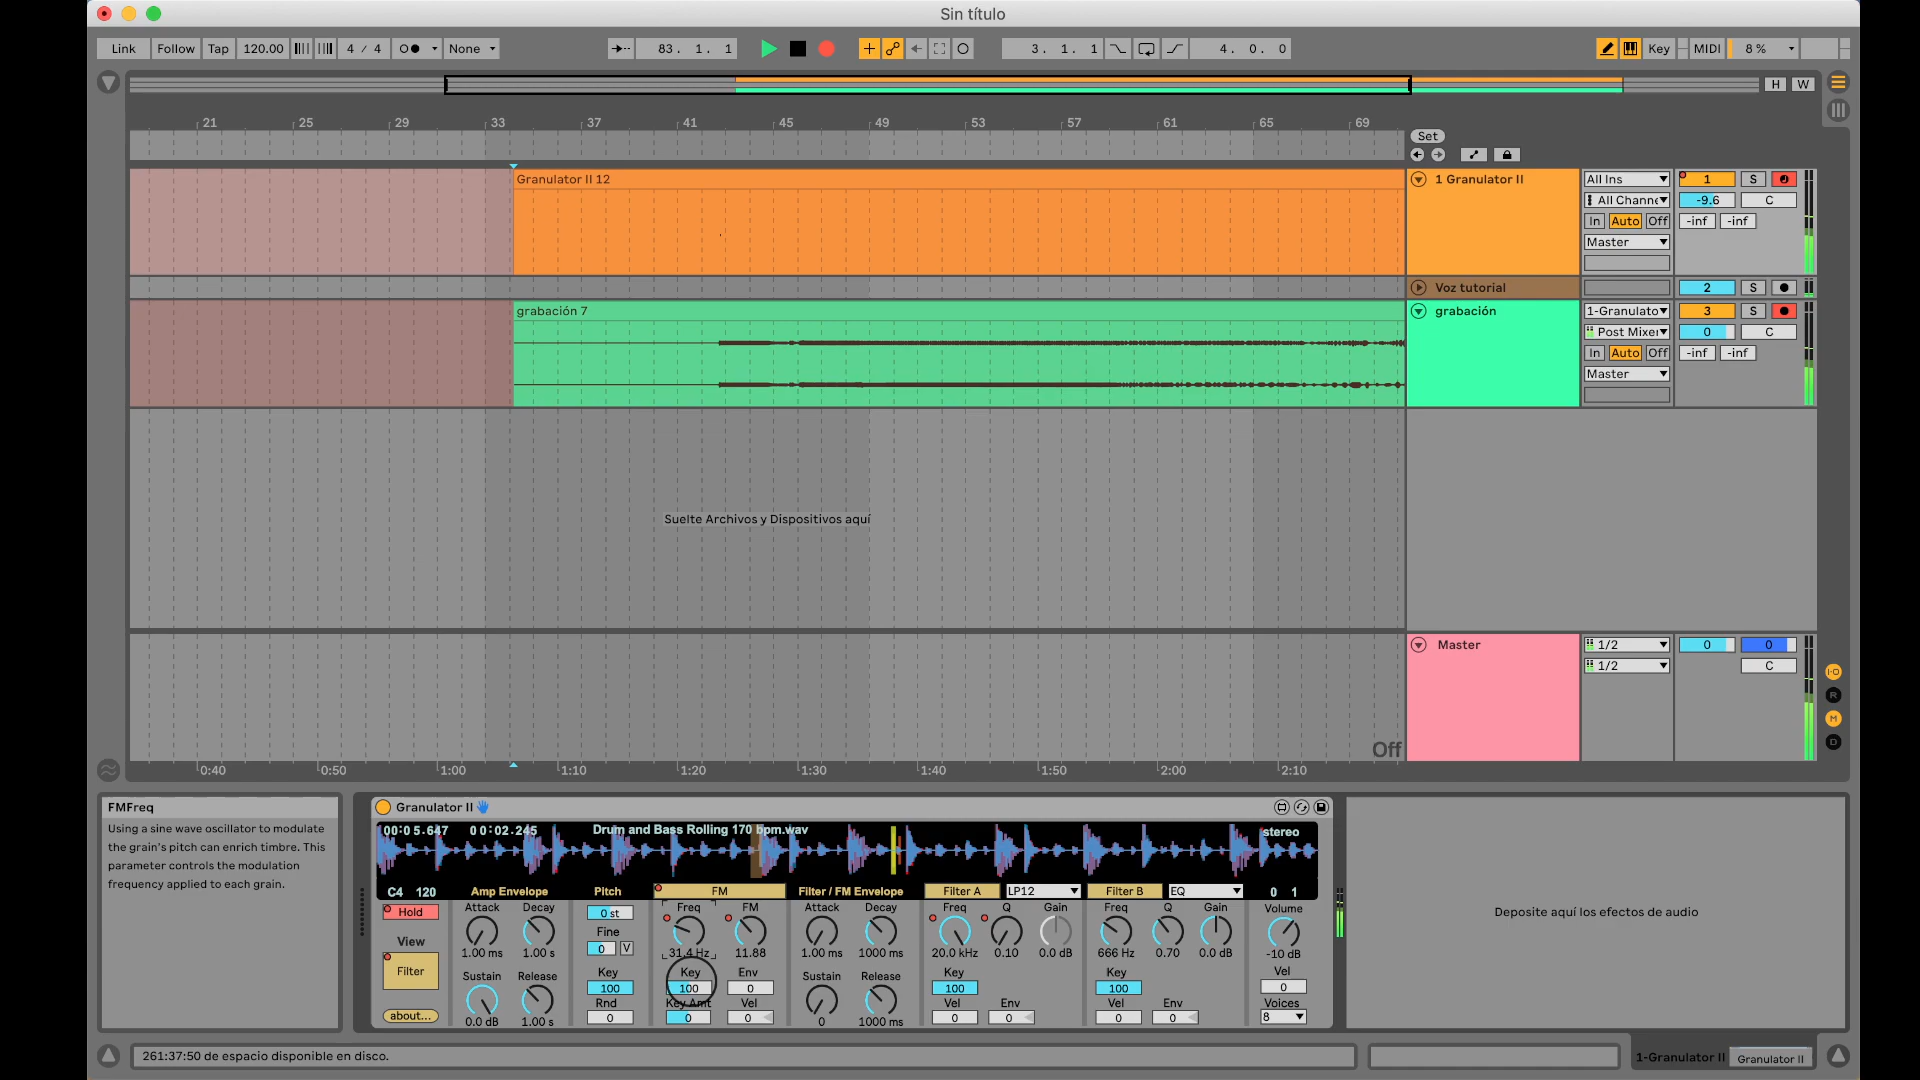 Sin título
Link Follow Tap 120.00 4 / 4 None 83. 1. 1 3. 1. 1 4. 0. 0 Key MIDI 8 %
H W
21 25 29 33 37 41 45 49 53 57 61 65 69
Set
Granulator II 12
1 Granulator II
All Ins
1 S
All Channe
-9.6 C
In Auto Off
-inf -inf
Master
Voz tutorial
2 S
grabación 7
grabación
1-Granulato
3 S
Post Mixer
0 C
In Auto Off
-inf -inf
Master
Suelte Archivos y Dispositivos aquí
Master
1/2
0 0
1/2
C
I·O
R
M
D
Off
0:40 0:50 1:00 1:10 1:20 1:30 1:40 1:50 2:00 2:10
FMFreq
Using a sine wave oscillator to modulate
the grain's pitch can enrich timbre. This
parameter controls the modulation
frequency applied to each grain.
Granulator II
00:05.647 00:02.245 Drum and Bass Rolling 170 bpm.wav stereo
C4 120 Amp Envelope Pitch FM Filter / FM Envelope Filter A LP12 Filter B EQ 0 1
Hold
Attack Decay
0 st
Freq FM
Attack Decay
Freq Q Gain
Freq Q Gain
Volume
Fine
View
1.00 ms 1.00 s
0 V
31.4 Hz 11.88
1.00 ms 1000 ms
20.0 kHz 0.10 0.0 dB
666 Hz 0.70 0.0 dB
-10 dB
Filter
Sustain Release
Key
100
Key Env
100 0
Sustain Release
Key
100
Key
100
Vel
0
Rnd
Key Amt Vel
Vel Env
Vel Env
Voices
about...
0.0 dB 1.00 s
0
0 0
0 1000 ms
0 0
0 0
8
Deposite aquí los efectos de audio
261:37:50 de espacio disponible en disco.
1-Granulator II Granulator II